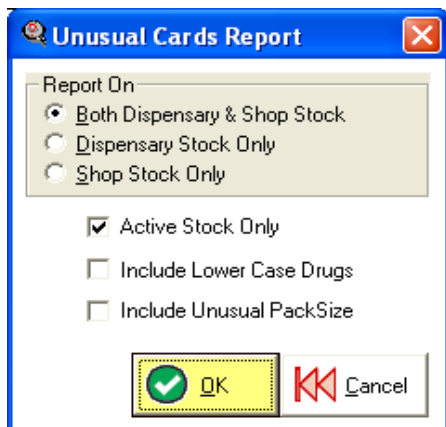 Unusual Cards Report
Report On
Both Dispensary & Shop Stock
Dispensary Stock Only
Shop Stock Only
Active Stock Only
Include Lower Case Drugs
Include Unusual PackSize
OK
Cancel